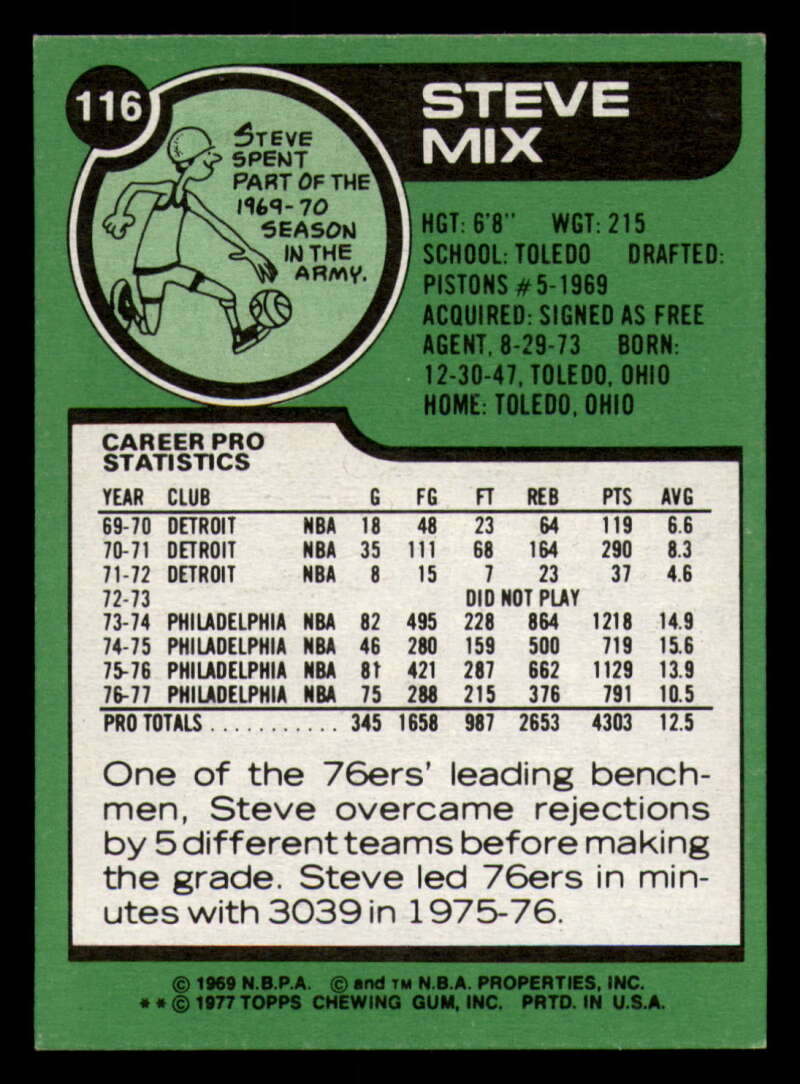 116
STEVE
MIX
STEVE
SPENT
PART OF THE
1969-70
SEASON
IN THE
ARMY.
HGT: 6'8" WGT: 215
SCHOOL: TOLEDO DRAFTED:
PISTONS #5-1969
ACQUIRED: SIGNED AS FREE
AGENT, 8-29-73 BORN:
12-30-47, TOLEDO, OHIO
HOME: TOLEDO, OHIO
CAREER PRO
STATISTICS
YEAR CLUB G FG FT REB PTS AVG
69-70 DETROIT NBA 18 48 23 64 119 6.6
70-71 DETROIT NBA 35 111 68 164 290 8.3
71-72 DETROIT NBA 8 15 7 23 37 4.6
72-73 DID NOT PLAY
73-74 PHILADELPHIA NBA 82 495 228 864 1218 14.9
74-75 PHILADELPHIA NBA 46 280 159 500 719 15.6
75-76 PHILADELPHIA NBA 81 421 287 662 1129 13.9
76-77 PHILADELPHIA NBA 75 288 215 376 791 10.5
PRO TOTALS ............ 345 1658 987 2653 4303 12.5
One of the 76ers' leading bench-
men, Steve overcame rejections
by 5 different teams before making
the grade. Steve led 76ers in min-
utes with 3039 in 1975-76.
© 1969 N.B.P.A. © and TM N.B.A. PROPERTIES, INC.
**© 1977 TOPPS CHEWING GUM, INC. PRTD. IN U.S.A.